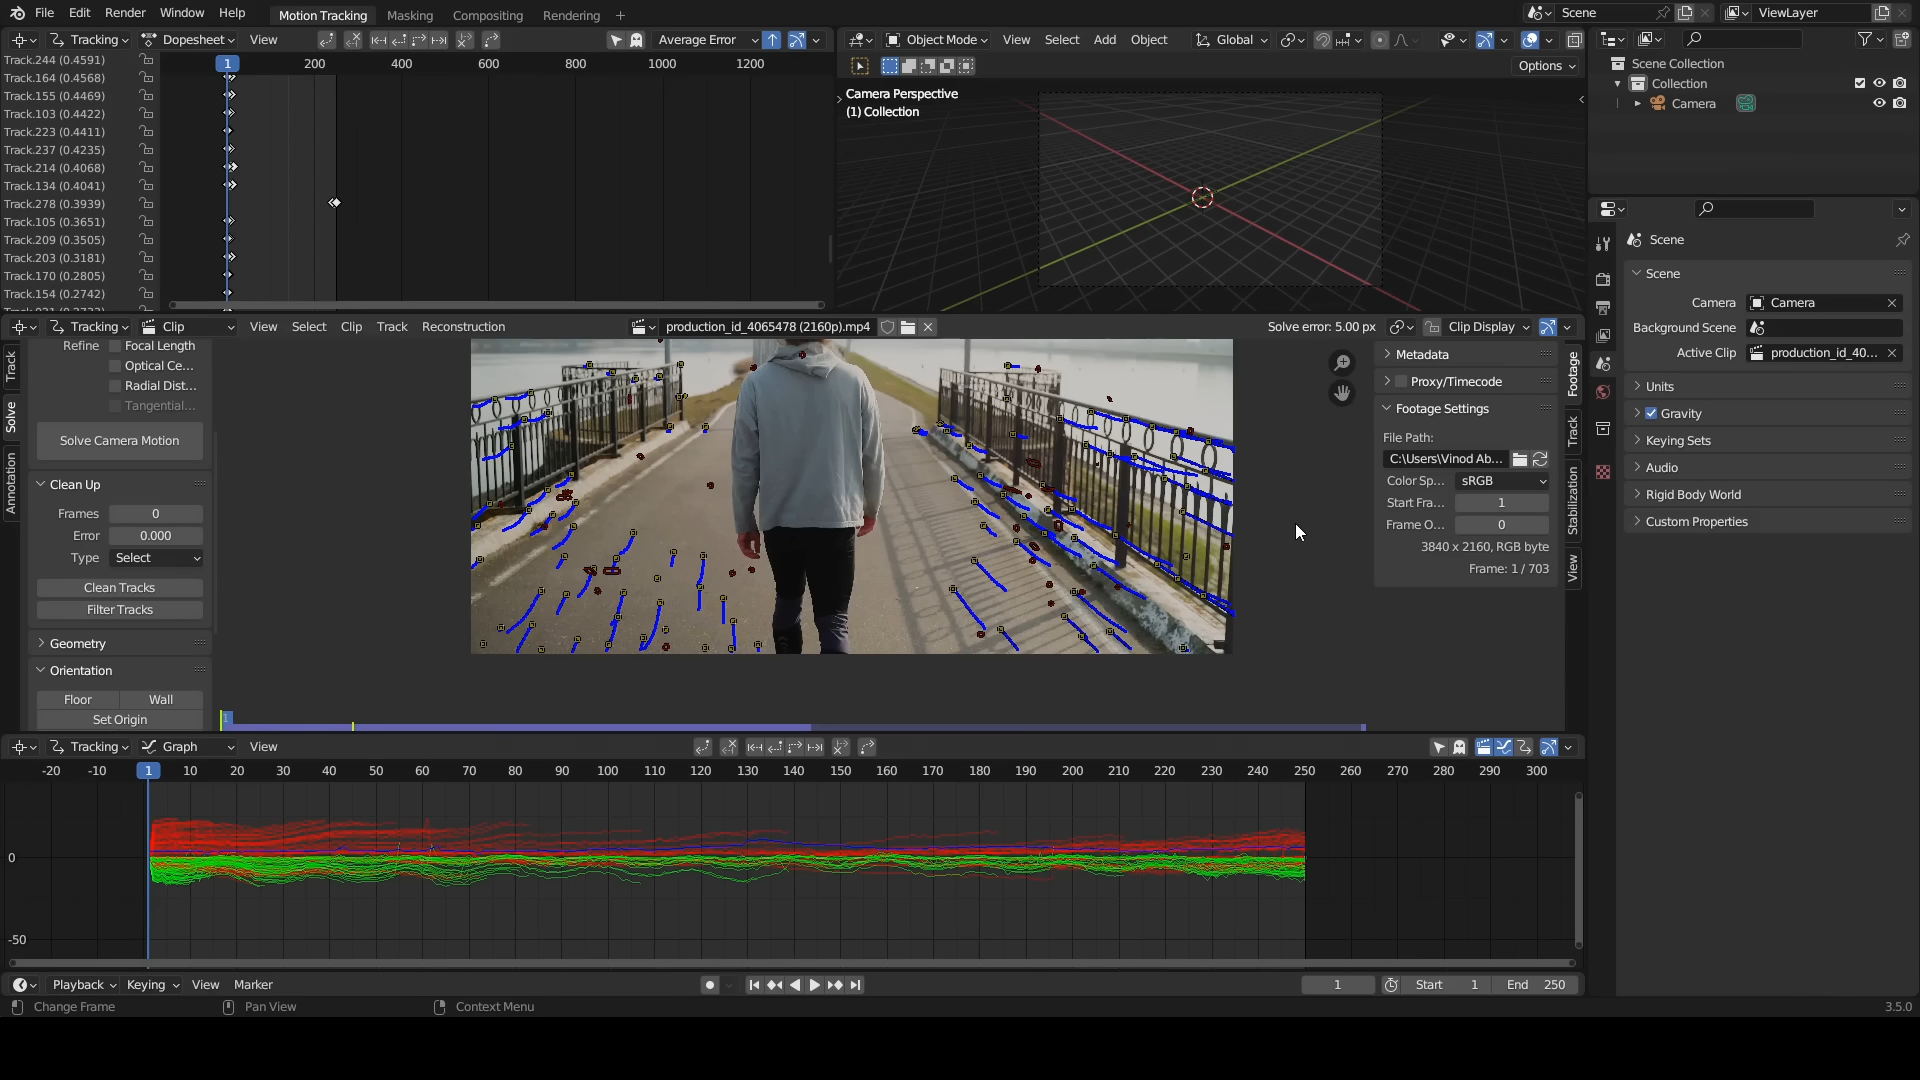 File Edit Render Window Help Motion Tracking Masking Compositing Rendering + Scene ViewLayer
Tracking Dopesheet View Average Error
1 200 400 600 800 1000 1200
Track.244 (0.4591)
Track.164 (0.4568)
Track.155 (0.4469)
Track.103 (0.4422)
Track.223 (0.4411)
Track.237 (0.4235)
Track.214 (0.4068)
Track.134 (0.4041)
Track.278 (0.3939)
Track.105 (0.3651)
Track.209 (0.3505)
Track.203 (0.3181)
Track.170 (0.2805)
Track.154 (0.2742)
Object Mode View Select Add Object Global
Options
Camera Perspective
(1) Collection
Scene Collection
Collection
Camera
Scene
Scene
Camera Camera
Background Scene
Active Clip production_id_40...
Units
Gravity
Keying Sets
Audio
Rigid Body World
Custom Properties
Tracking Clip View Select Clip Track Reconstruction production_id_4065478 (2160p).mp4 Solve error: 5.00 px Clip Display
Track
Solve
Annotation
Refine Focal Length
Optical Ce...
Radial Dist...
Tangential...
Solve Camera Motion
Clean Up
Frames 0
Error 0.000
Type Select
Clean Tracks
Filter Tracks
Geometry
Orientation
Floor Wall
Set Origin
1
Metadata
Proxy/Timecode
Footage Settings
File Path:
C:\Users\Vinod Ab...
Color Sp... sRGB
Start Fra... 1
Frame O... 0
3840 x 2160, RGB byte
Frame: 1 / 703
Footage
Track
Stabilization
View
Tracking Graph View
-20 -10 1 10 20 30 40 50 60 70 80 90 100 110 120 130 140 150 160 170 180 190 200 210 220 230 240 250 260 270 280 290 300
0
-50
Playback Keying View Marker 1 Start 1 End 250
Change Frame Pan View Context Menu 3.5.0